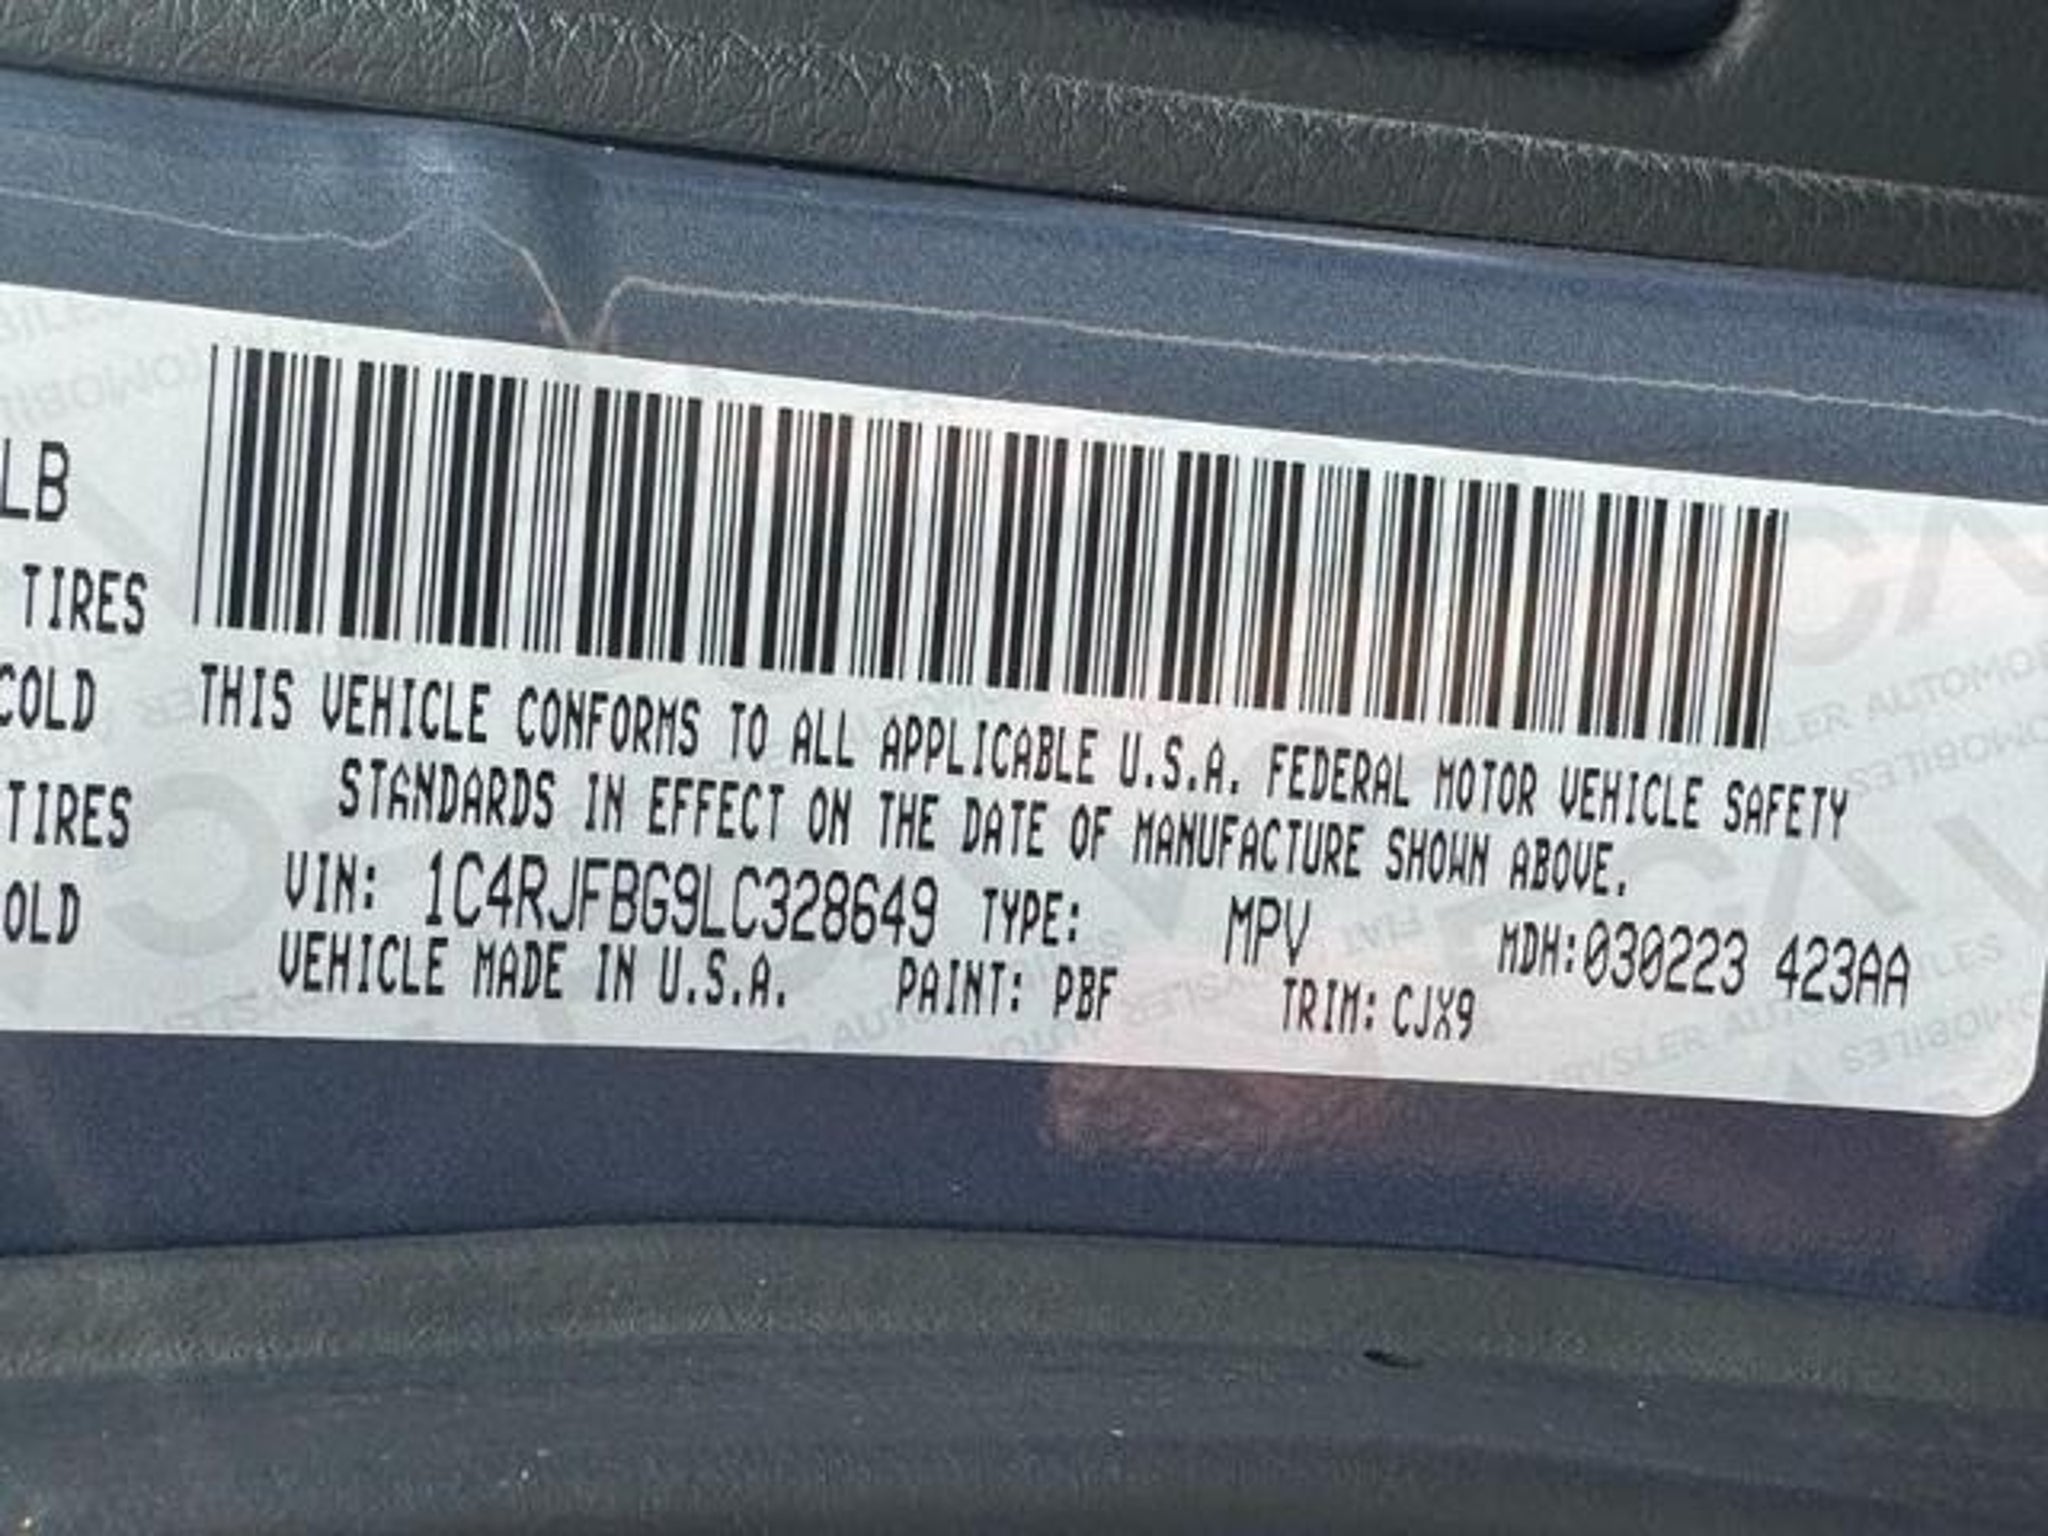 LB
TIRES
COLD
TIRES
OLD
THIS VEHICLE CONFORMS TO ALL APPLICABLE U.S.A. FEDERAL MOTOR VEHICLE SAFETY
STANDARDS IN EFFECT ON THE DATE OF MANUFACTURE SHOWN ABOVE.
VIN: 1C4RJFBG9LC328649 TYPE: MPV MDH:030223 423AA
VEHICLE MADE IN U.S.A. PAINT: PBF TRIM: CJX9